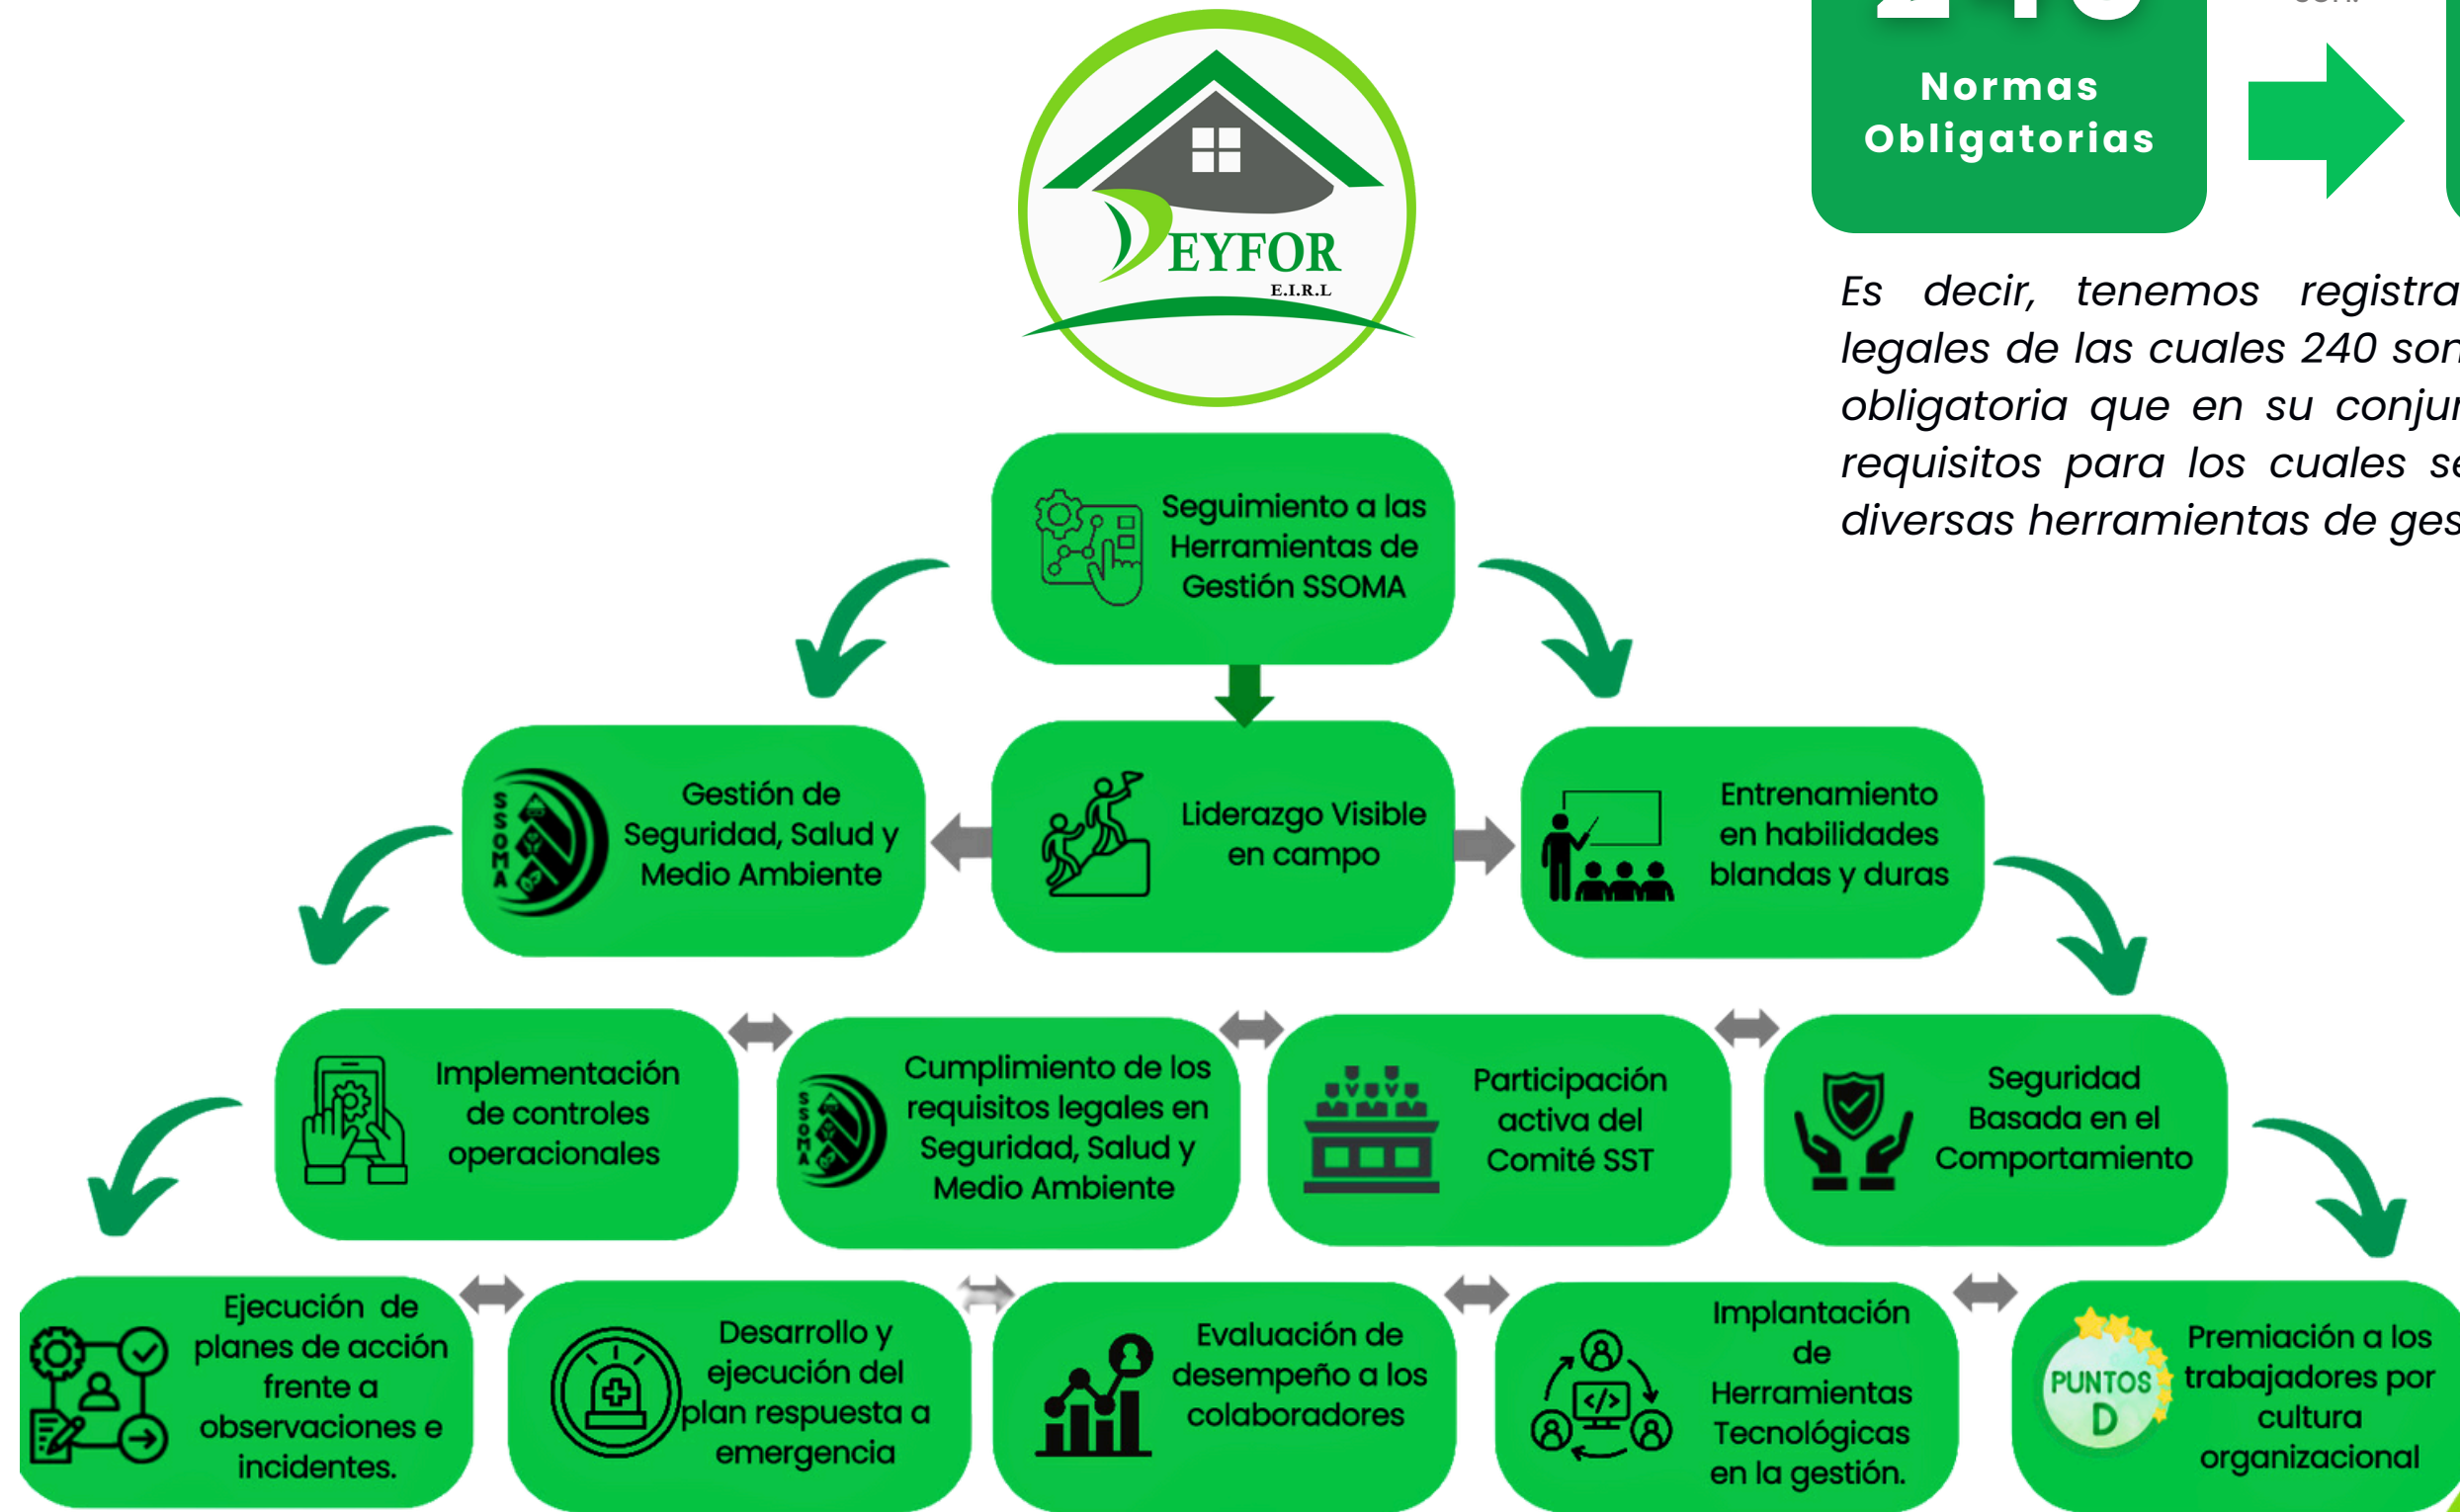 240
Normas
Obligatorias
EYFOR
E.I.R.L
Es decir, tenemos
legales de las cuales 240 son
obligatoria que en su
requisitos para los cuales
diversas herramientas de
Seguimiento a las
Herramientas de
Gestión SSOMA
SSOMA
Gestión de
Seguridad, Salud y
Medio Ambiente
Liderazgo Visible
en campo
Entrenamiento
en habilidades
blandas y duras
Implementación
de controles
operacionales
SSOMA
Cumplimiento de los
requisitos legales en
Seguridad, Salud y
Medio Ambiente
Participación
activa del
Comité SST
Seguridad
Basada en el
Comportamiento
Ejecución de
planes de acción
frente a
observaciones e
incidentes.
Desarrollo y
ejecución del
plan respuesta a
emergencia
Evaluación de
desempeño a los
colaboradores
Implantación
de
Herramientas
Tecnológicas
en la gestión.
PUNTOS
D
Premiación a los
trabajadores por
cultura
organizacional